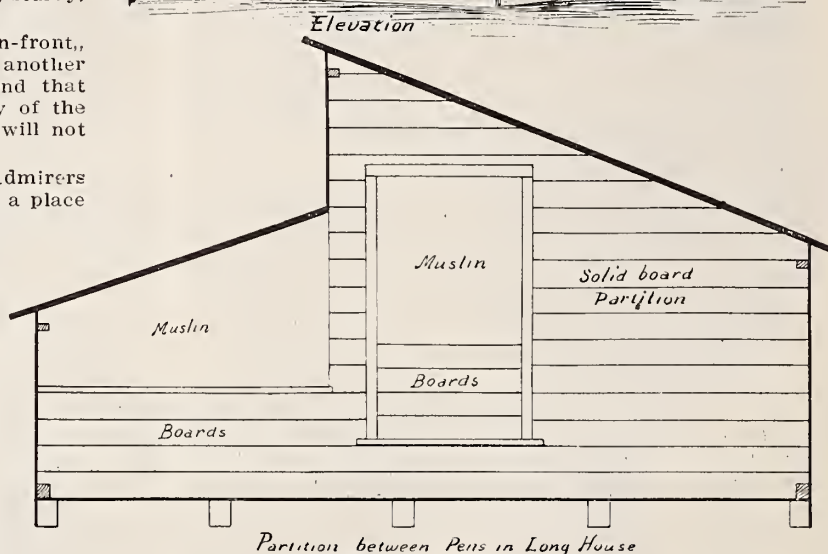 n-front,,
another
nd that
y of the
will not
dmirers
a place
Elevation
Muslin
Solid board
Partition
Muslin
Boards
Boards
Partition between Pens in Long House